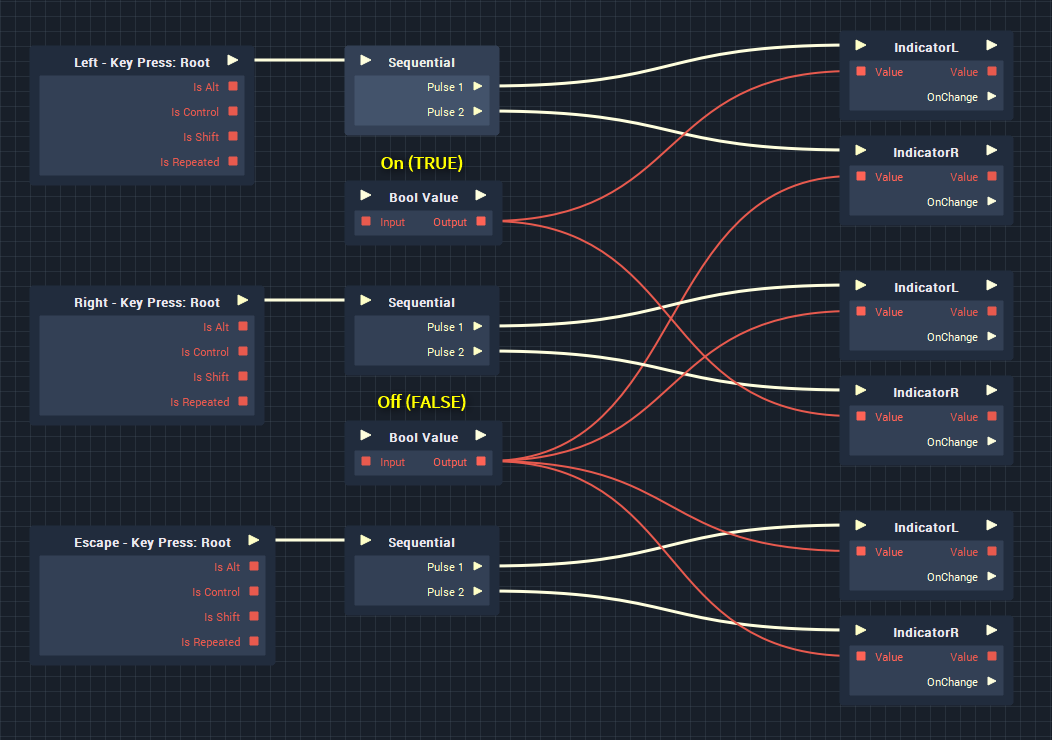 Left - Key Press: Root
Is Alt
Is Control
Is Shift
Is Repeated
Sequential
Pulse 1
Pulse 2
On (TRUE)
Bool Value
Input Output
IndicatorL
Value Value
OnChange
IndicatorR
Value Value
OnChange
Right - Key Press: Root
Is Alt
Is Control
Is Shift
Is Repeated
Sequential
Pulse 1
Pulse 2
Off (FALSE)
Bool Value
Input Output
IndicatorL
Value Value
OnChange
IndicatorR
Value Value
OnChange
Escape - Key Press: Root
Is Alt
Is Control
Is Shift
Is Repeated
Sequential
Pulse 1
Pulse 2
IndicatorL
Value Value
OnChange
IndicatorR
Value Value
OnChange